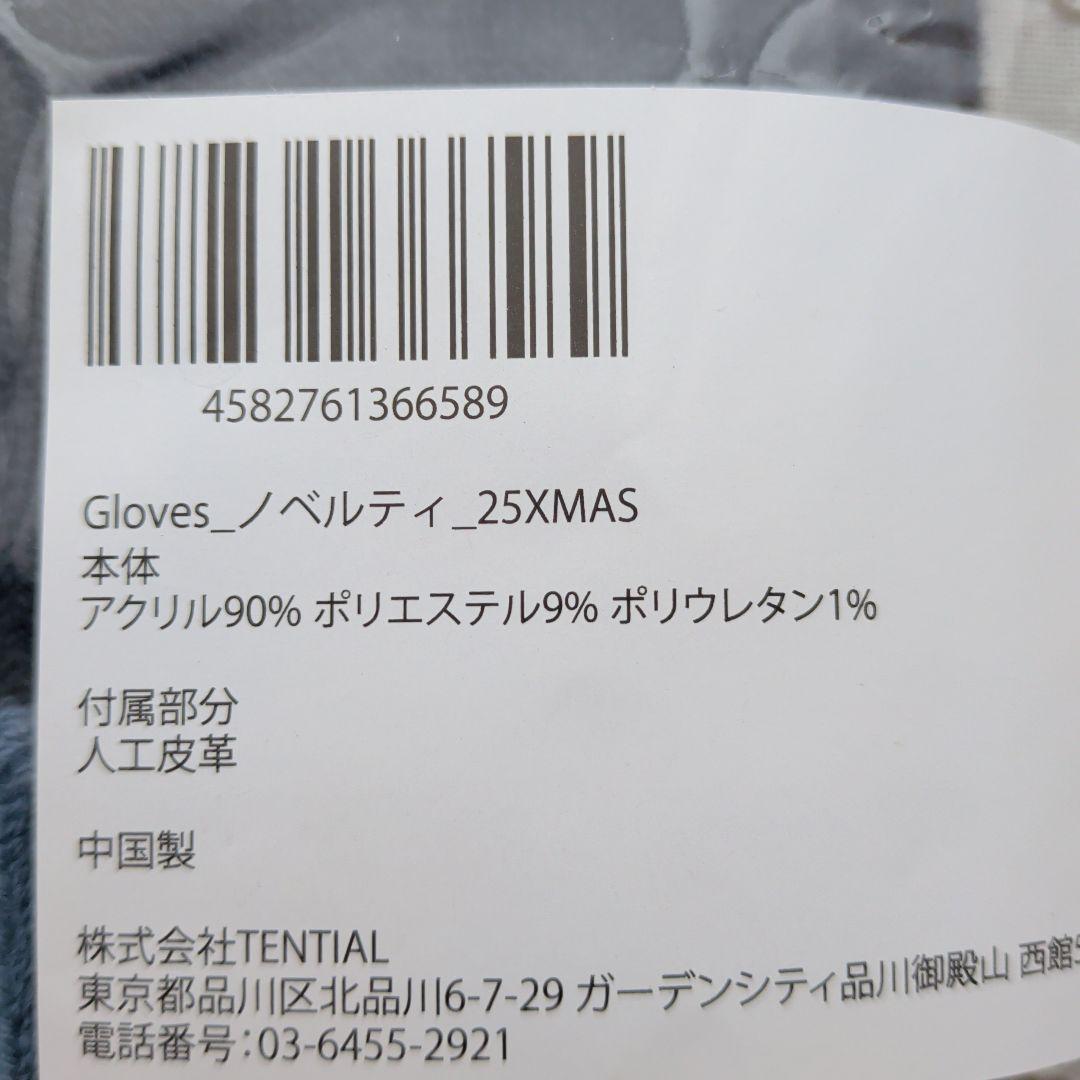 4582761366589
Gloves_ノベルティ_25XMAS
本体
アクリル90% ポリエステル9% ポリウレタン1%
付属部分
人工皮革
中国製
株式会社TENTIAL
東京都品川区北品川6-7-29 ガーデンシティ品川御殿山 西館
電話番号：03-6455-2921